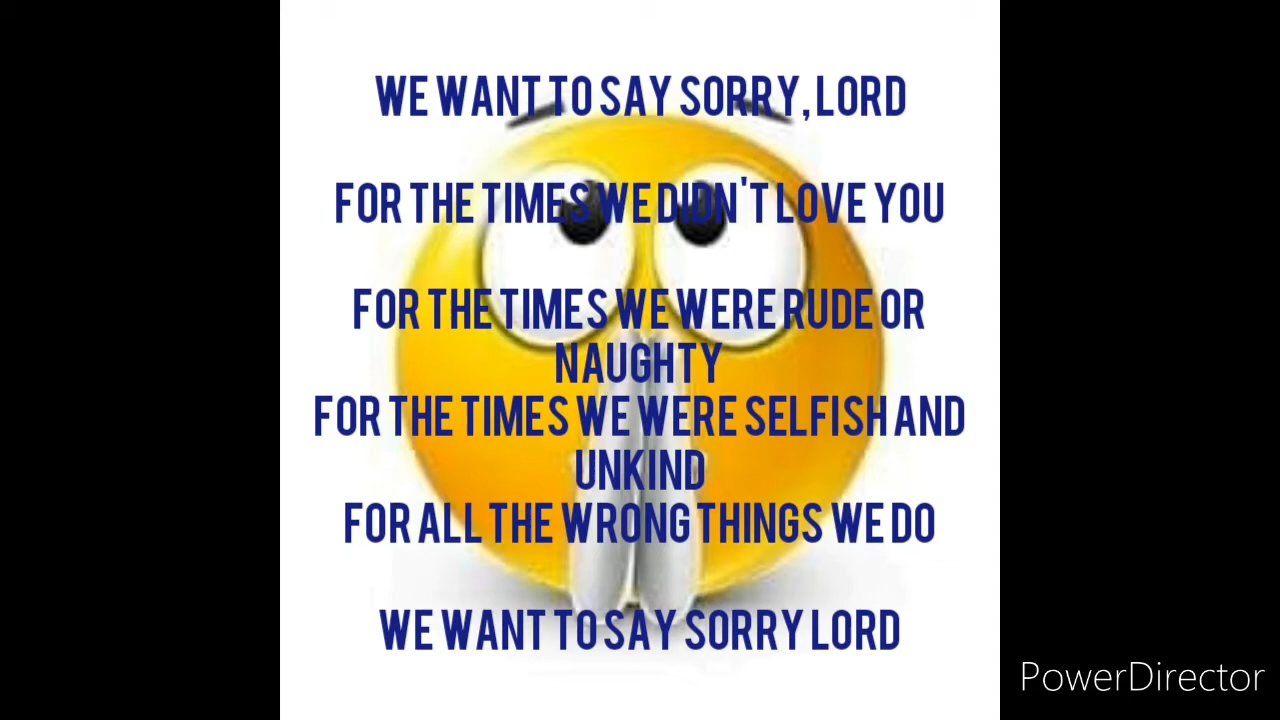 WE WANT TO SAY SORRY, LORD
FOR THE TIMES WE DIDN'T LOVE YOU
FOR THE TIMES WE WERE RUDE OR
NAUGHTY
FOR THE TIMES WE WERE SELFISH AND
UNKIND
FOR ALL THE WRONG THINGS WE DO
WE WANT TO SAY SORRY LORD
PowerDirector